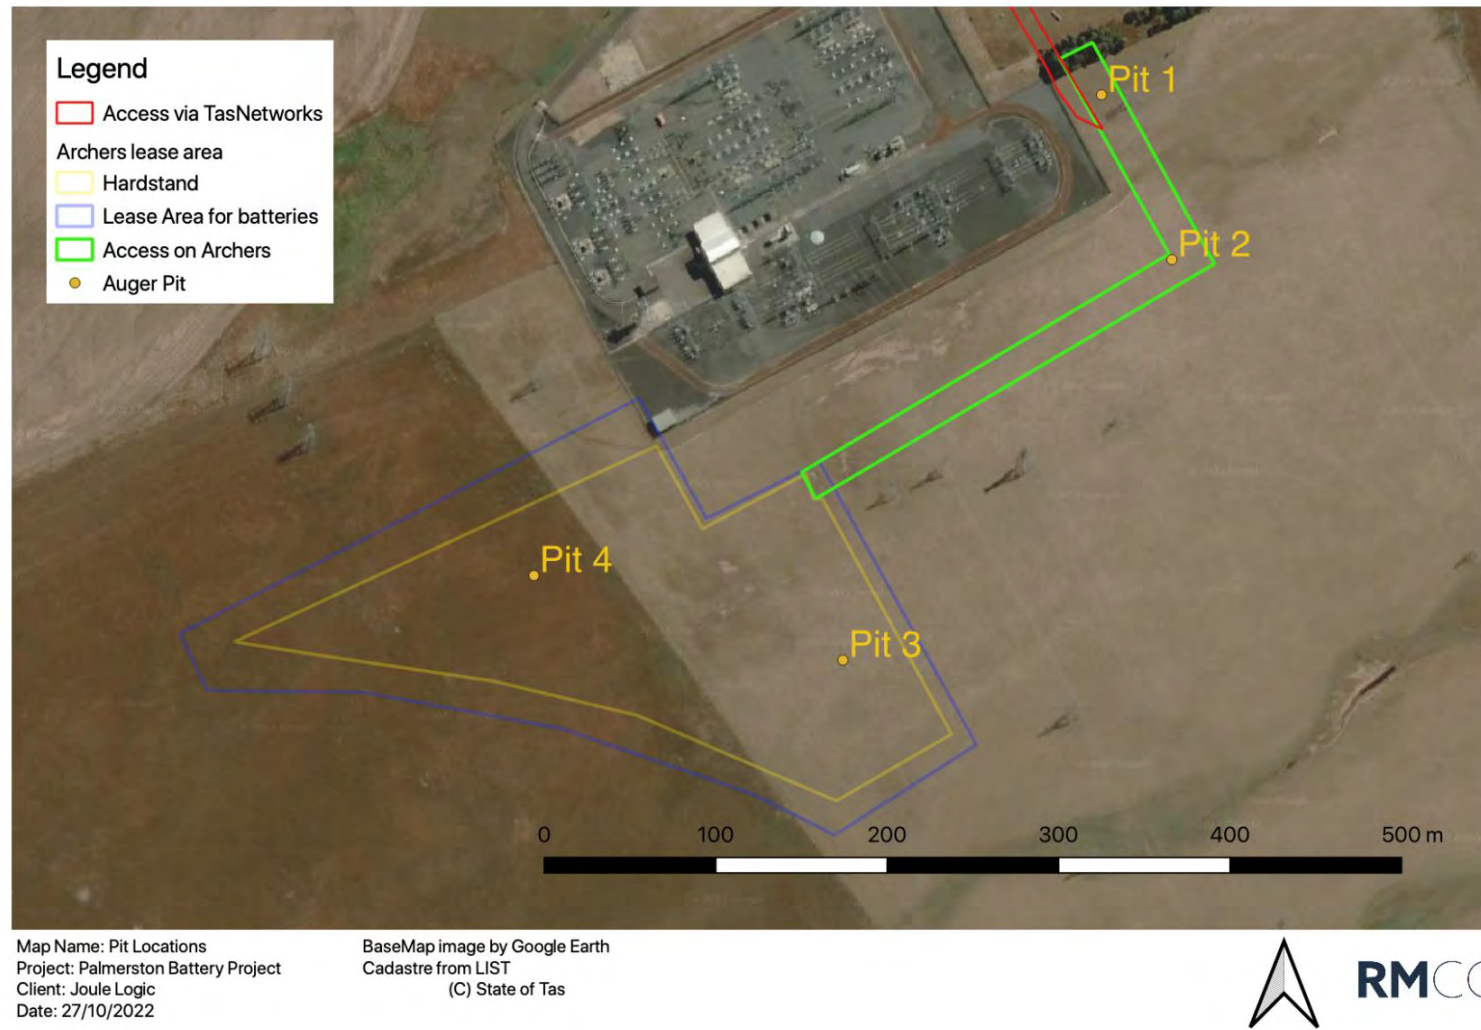 Legend
Access via TasNetworks
Archers lease area
Hardstand
Lease Area for batteries
Access on Archers
Auger Pit
Pit 1
Pit 2
Pit 4
Pit 3
0 100 200 300 400 500 m
Map Name: Pit Locations
Project: Palmerston Battery Project
Client: Joule Logic
Date: 27/10/2022
BaseMap image by Google Earth
Cadastre from LIST
(C) State of Tas
RMCG